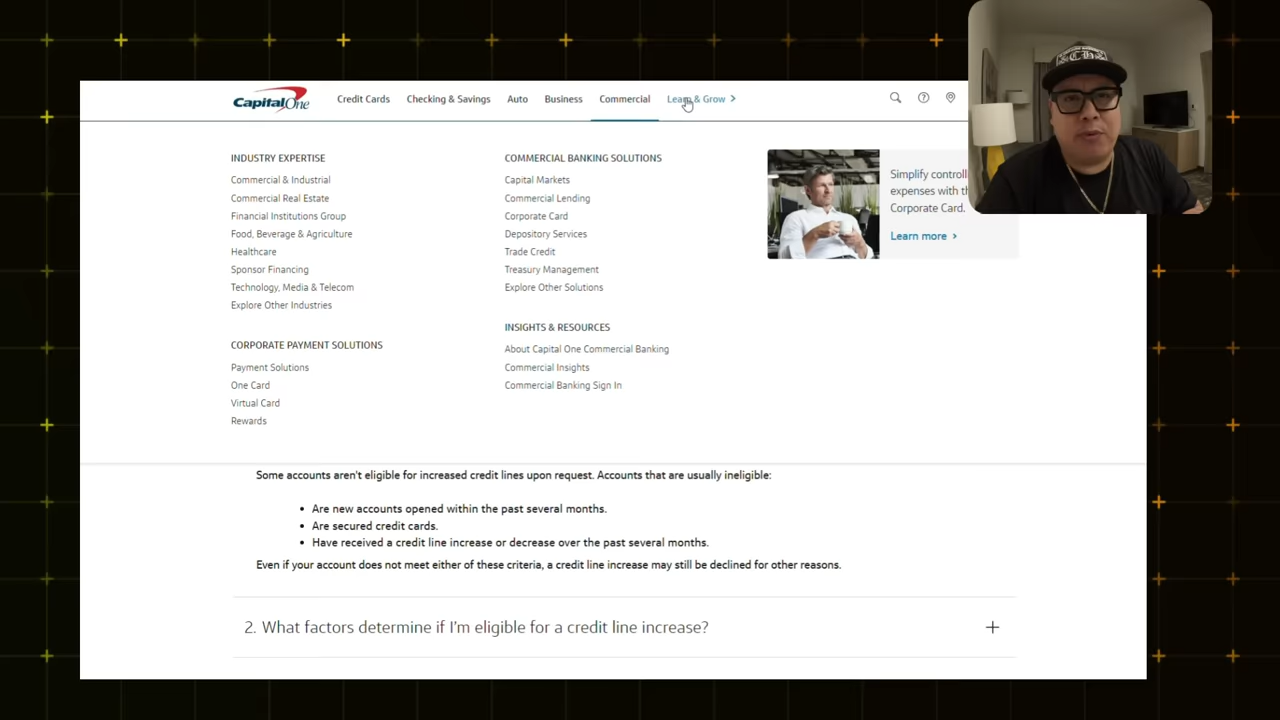 CapitalOne
Credit Cards
Checking & Savings
Auto
Business
Commercial
Learn & Grow
INDUSTRY EXPERTISE
Commercial & Industrial
Commercial Real Estate
Financial Institutions Group
Food, Beverage & Agriculture
Healthcare
Sponsor Financing
Technology, Media & Telecom
Explore Other Industries
CORPORATE PAYMENT SOLUTIONS
Payment Solutions
One Card
Virtual Card
Rewards
COMMERCIAL BANKING SOLUTIONS
Capital Markets
Commercial Lending
Corporate Card
Depository Services
Trade Credit
Treasury Management
Explore Other Solutions
INSIGHTS & RESOURCES
About Capital One Commercial Banking
Commercial Insights
Commercial Banking Sign In
Simplify controll
expenses with th
Corporate Card.
Learn more
Some accounts aren't eligible for increased credit lines upon request. Accounts that are usually ineligible:
• Are new accounts opened within the past several months.
• Are secured credit cards.
• Have received a credit line increase or decrease over the past several months.
Even if your account does not meet either of these criteria, a credit line increase may still be declined for other reasons.
2. What factors determine if I'm eligible for a credit line increase?